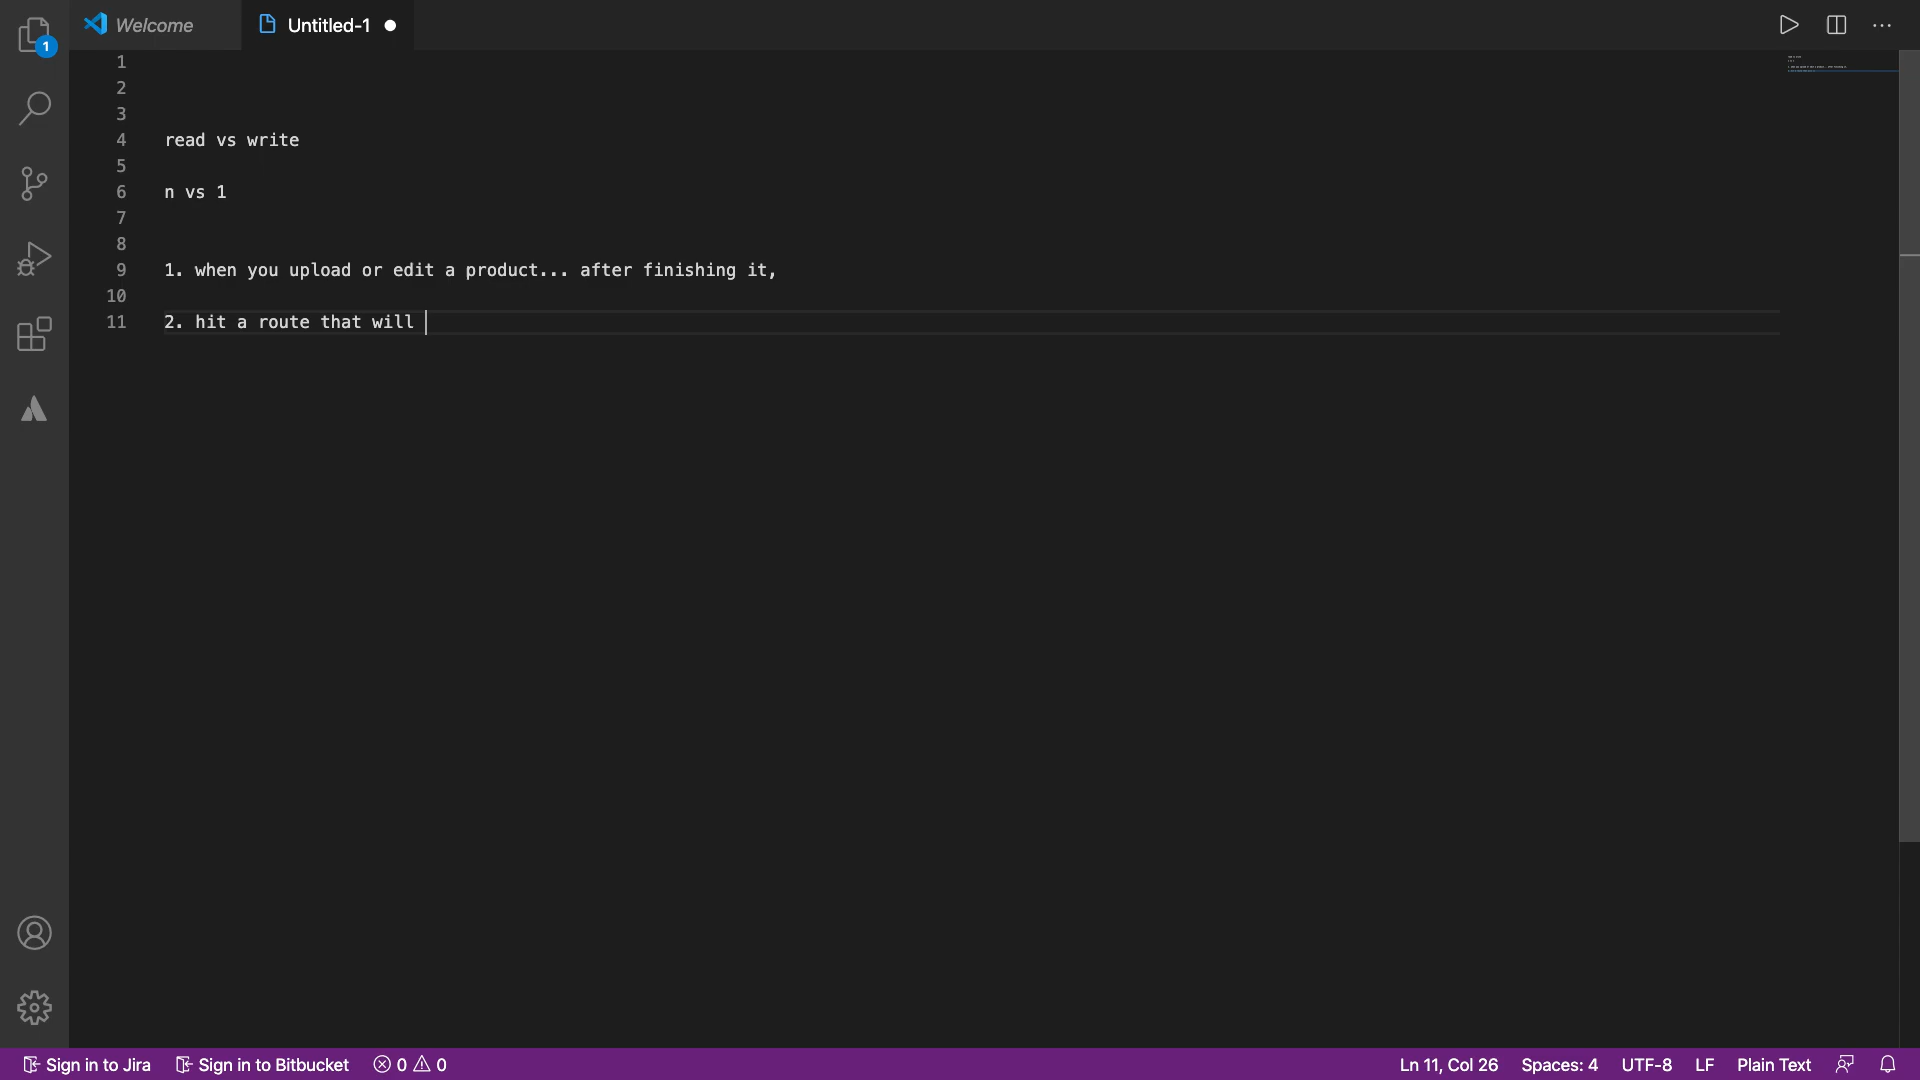 1
Welcome
Untitled-1
1
2
3
4 read vs write
5
6 n vs 1
7
8
9 1. when you upload or edit a product... after finishing it,
10
11 2. hit a route that will
Sign in to Jira
Sign in to Bitbucket
0
0
Ln 11, Col 26
Spaces: 4
UTF-8
LF
Plain Text